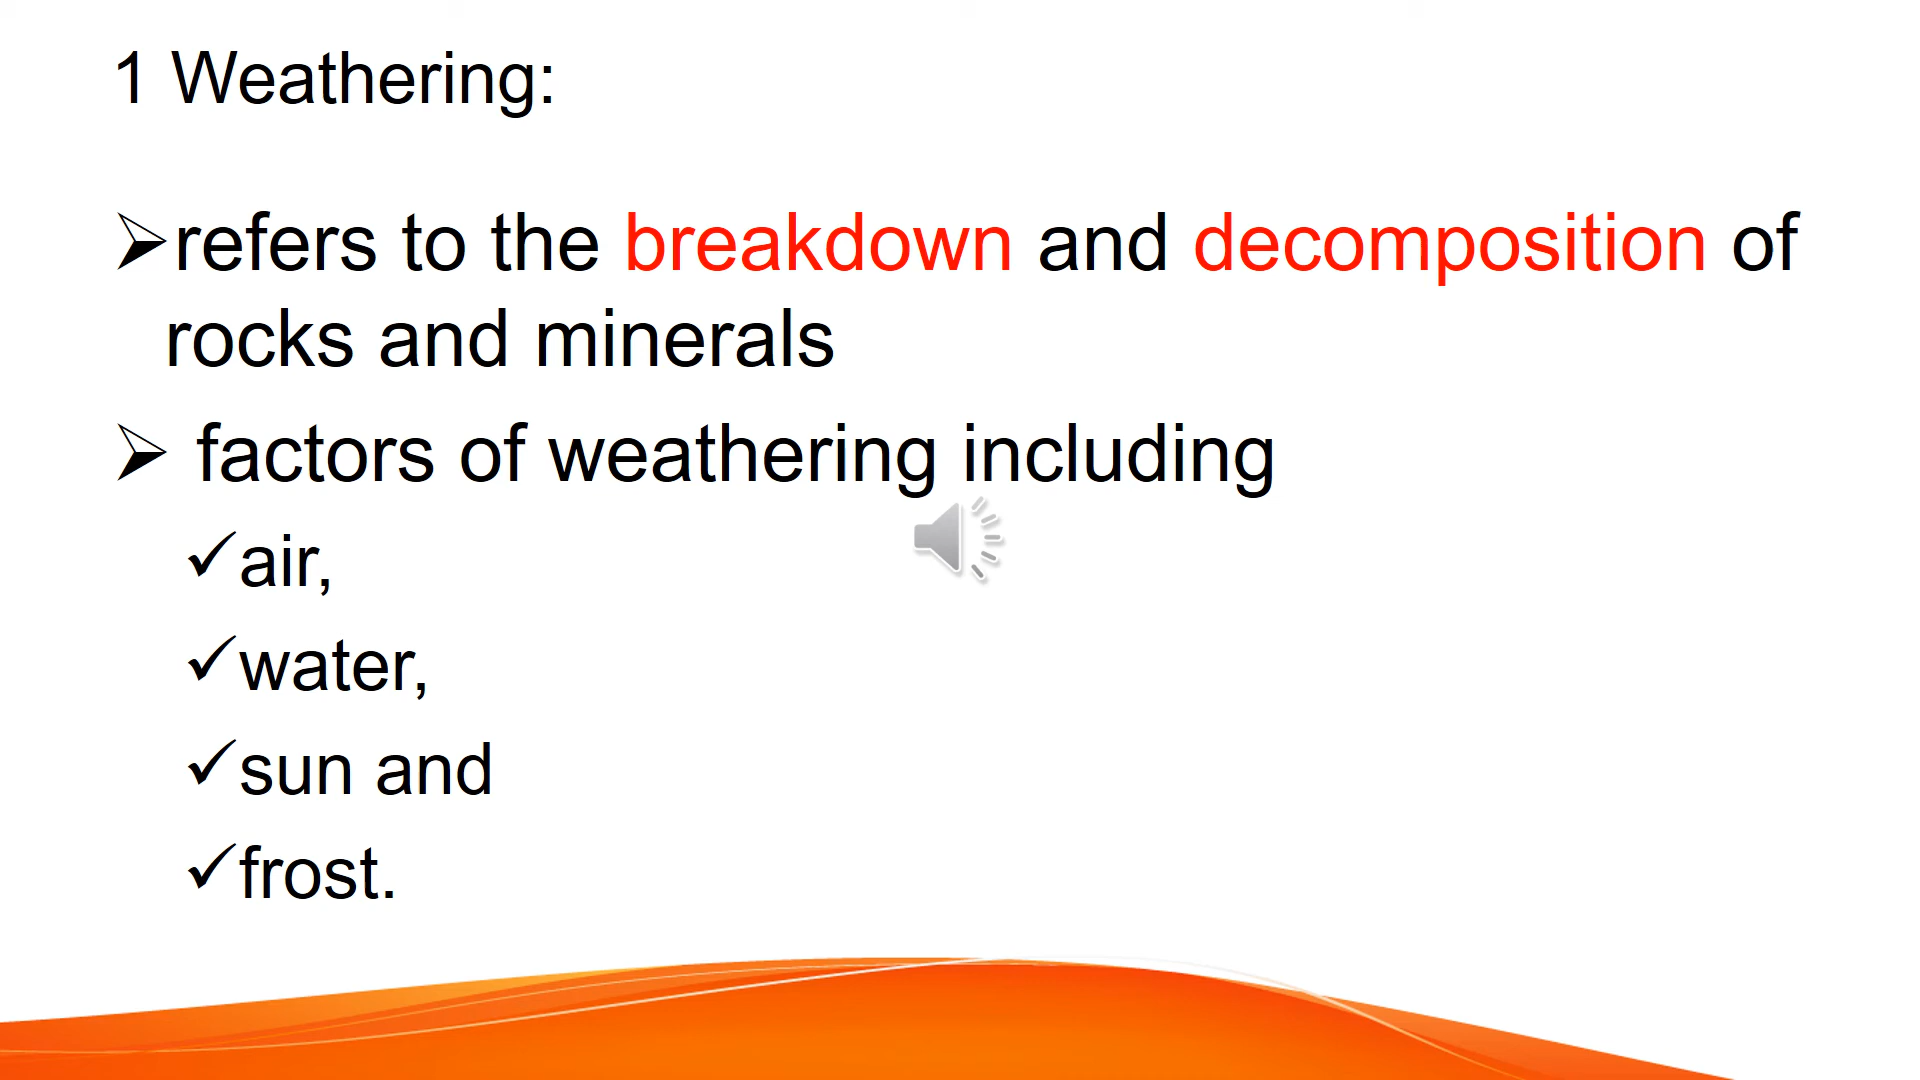 1 Weathering:
➢refers to the breakdown and decomposition of
rocks and minerals
➢ factors of weathering including
✓air,
✓water,
✓sun and
✓frost.